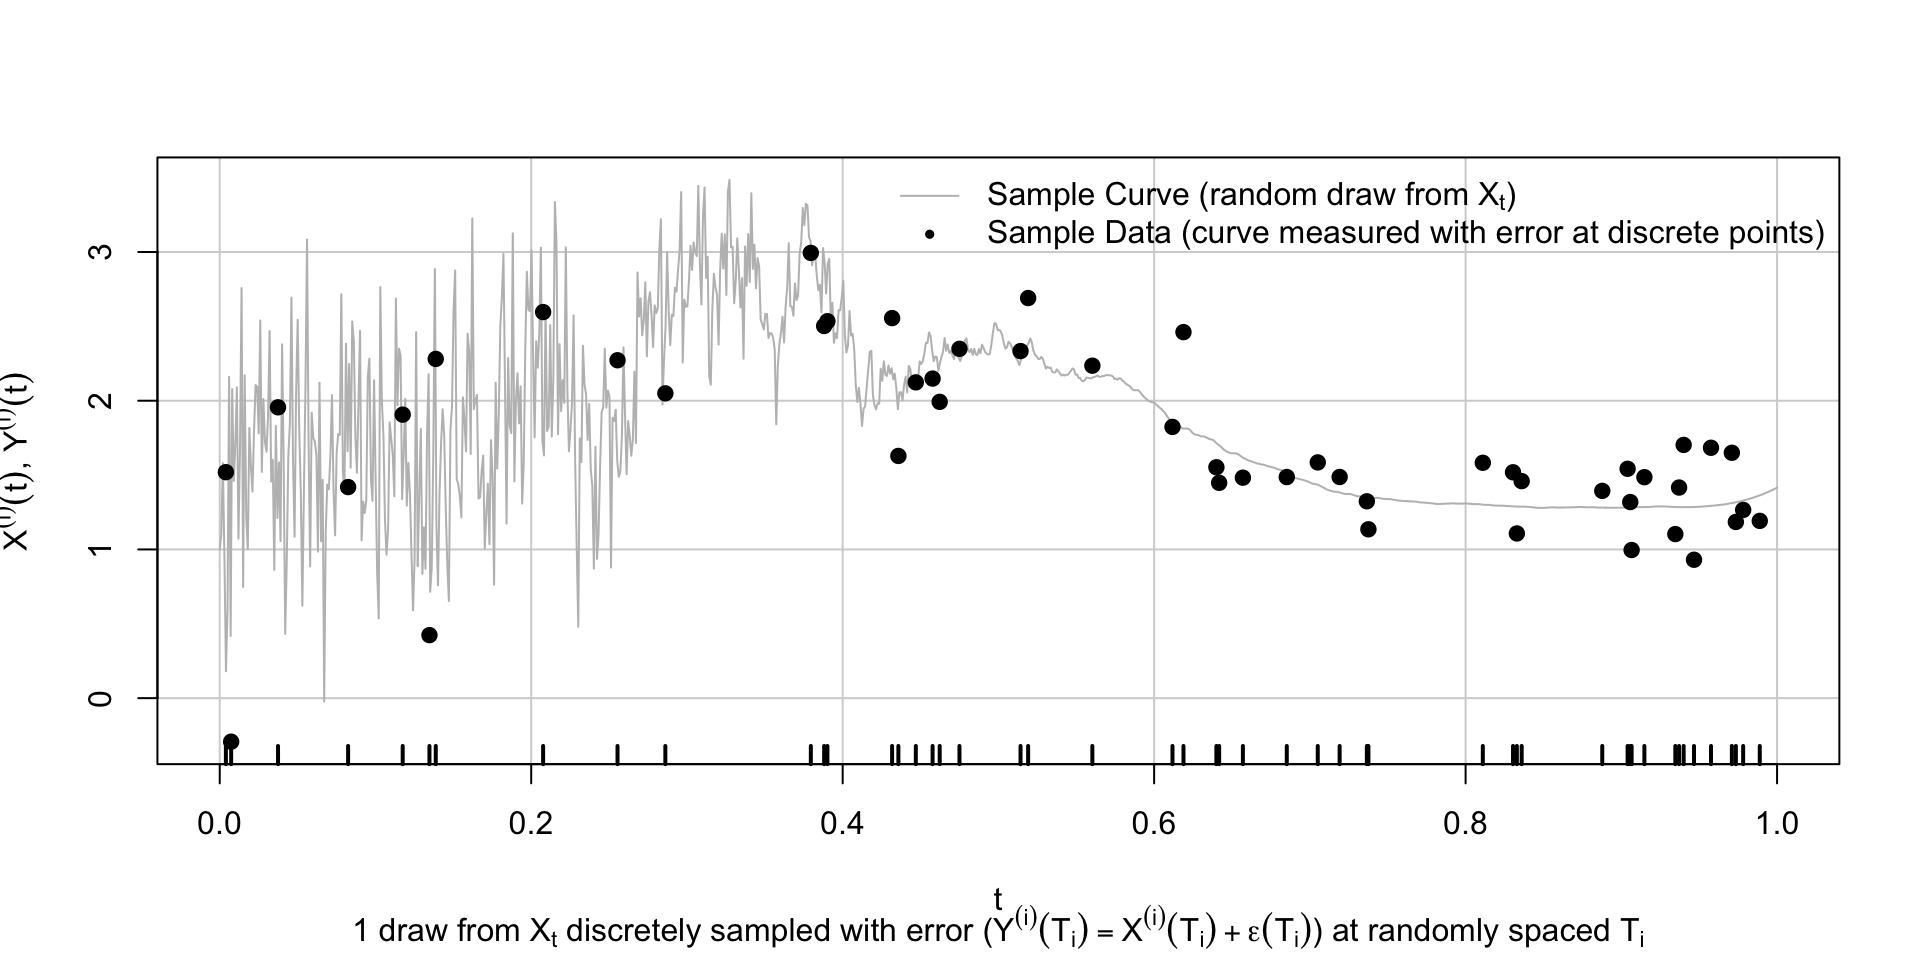 Sample Curve (random draw from Xt)
Sample Data (curve measured with error at discrete points)
X(i)(t), Y(i)(t)
3
2
1
0
0.0 0.2 0.4 0.6 0.8 1.0
t
1 draw from Xt discretely sampled with error (Y(i)(Ti) = X(i)(Ti) + ε(Ti)) at randomly spaced Ti